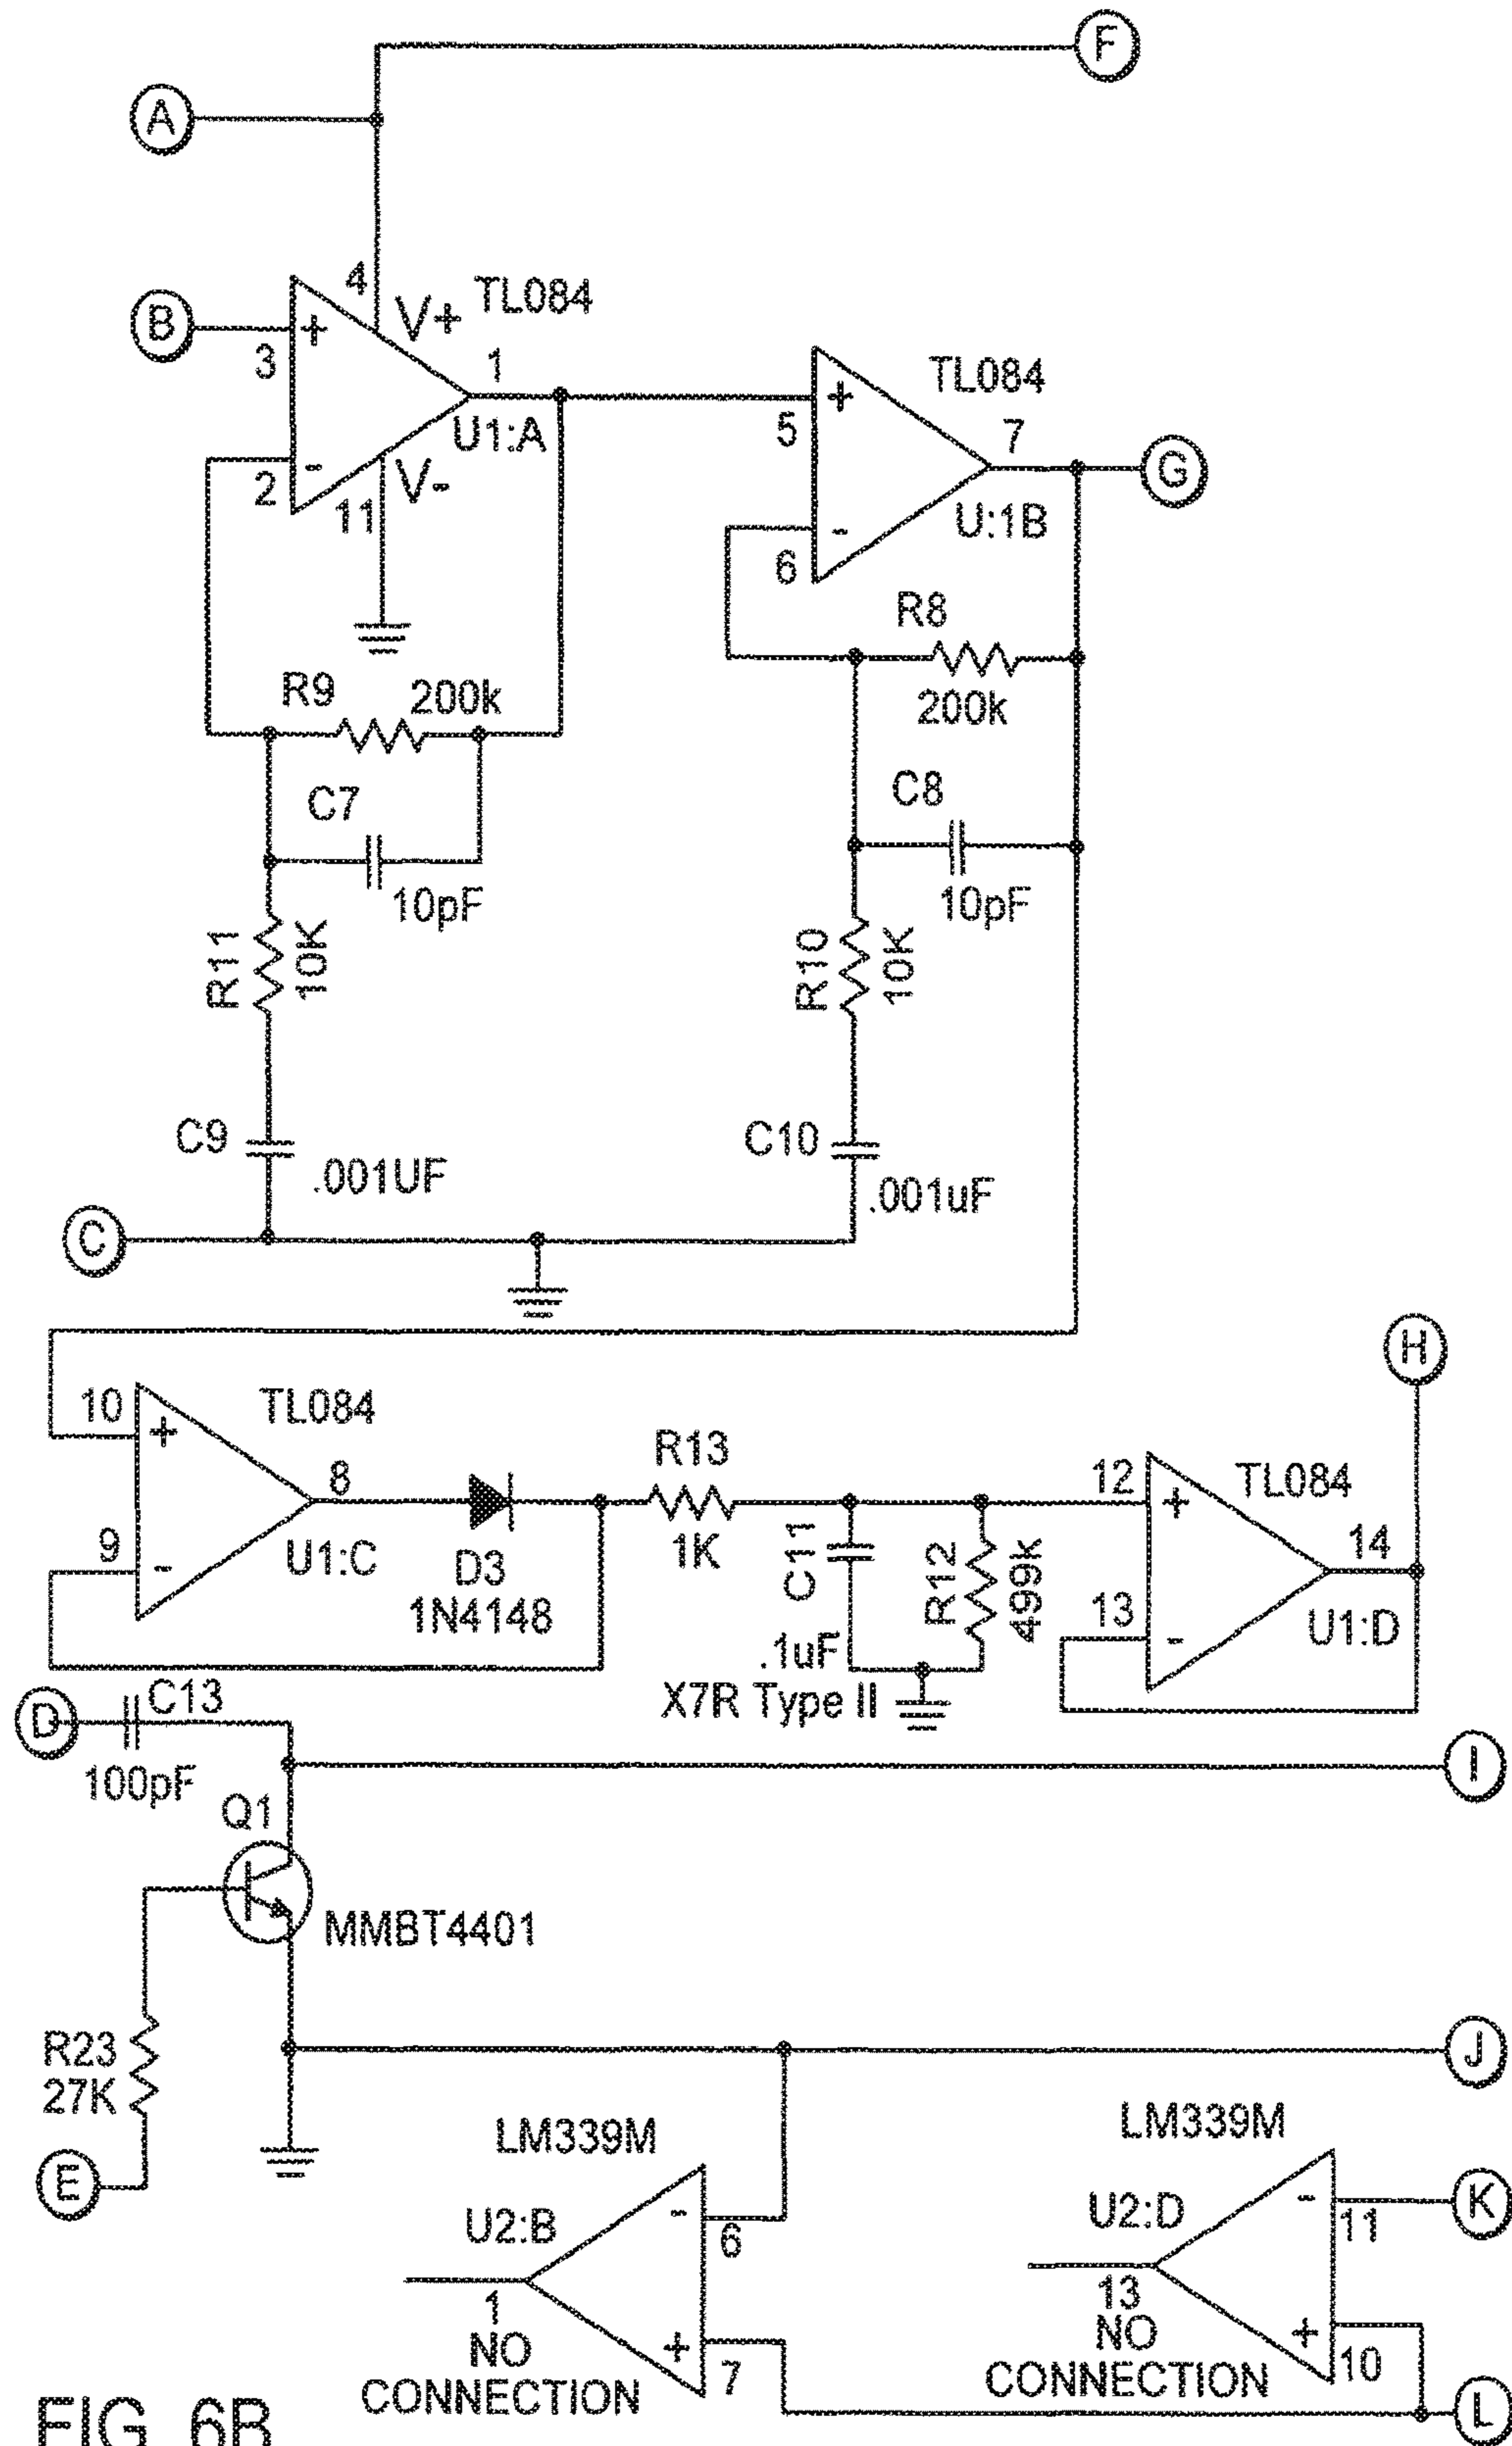 F
A
4
V+
TL084
B
+
3
1
TL084
+
5
7
U1:A
-
V-
2
11
G
U:1B
-
6
R8
200k
R9
200k
C7
10pF
C8
10pF
R11
10K
R10
10K
C9
.001UF
C10
.001uF
C
H
10
+
TL084
8
9
-
U1:C
D3
1N4148
R13
1K
C11
.1uF
X7R Type II
R12
499k
12
+
TL084
14
13
-
U1:D
D
C13
100pF
I
Q1
MMBT4401
R23
27K
J
E
LM339M
U2:B
-
6
1
NO
CONNECTION
+
7
LM339M
U2:D
-
11
K
13
NO
CONNECTION
+
10
L
FIG. 6B